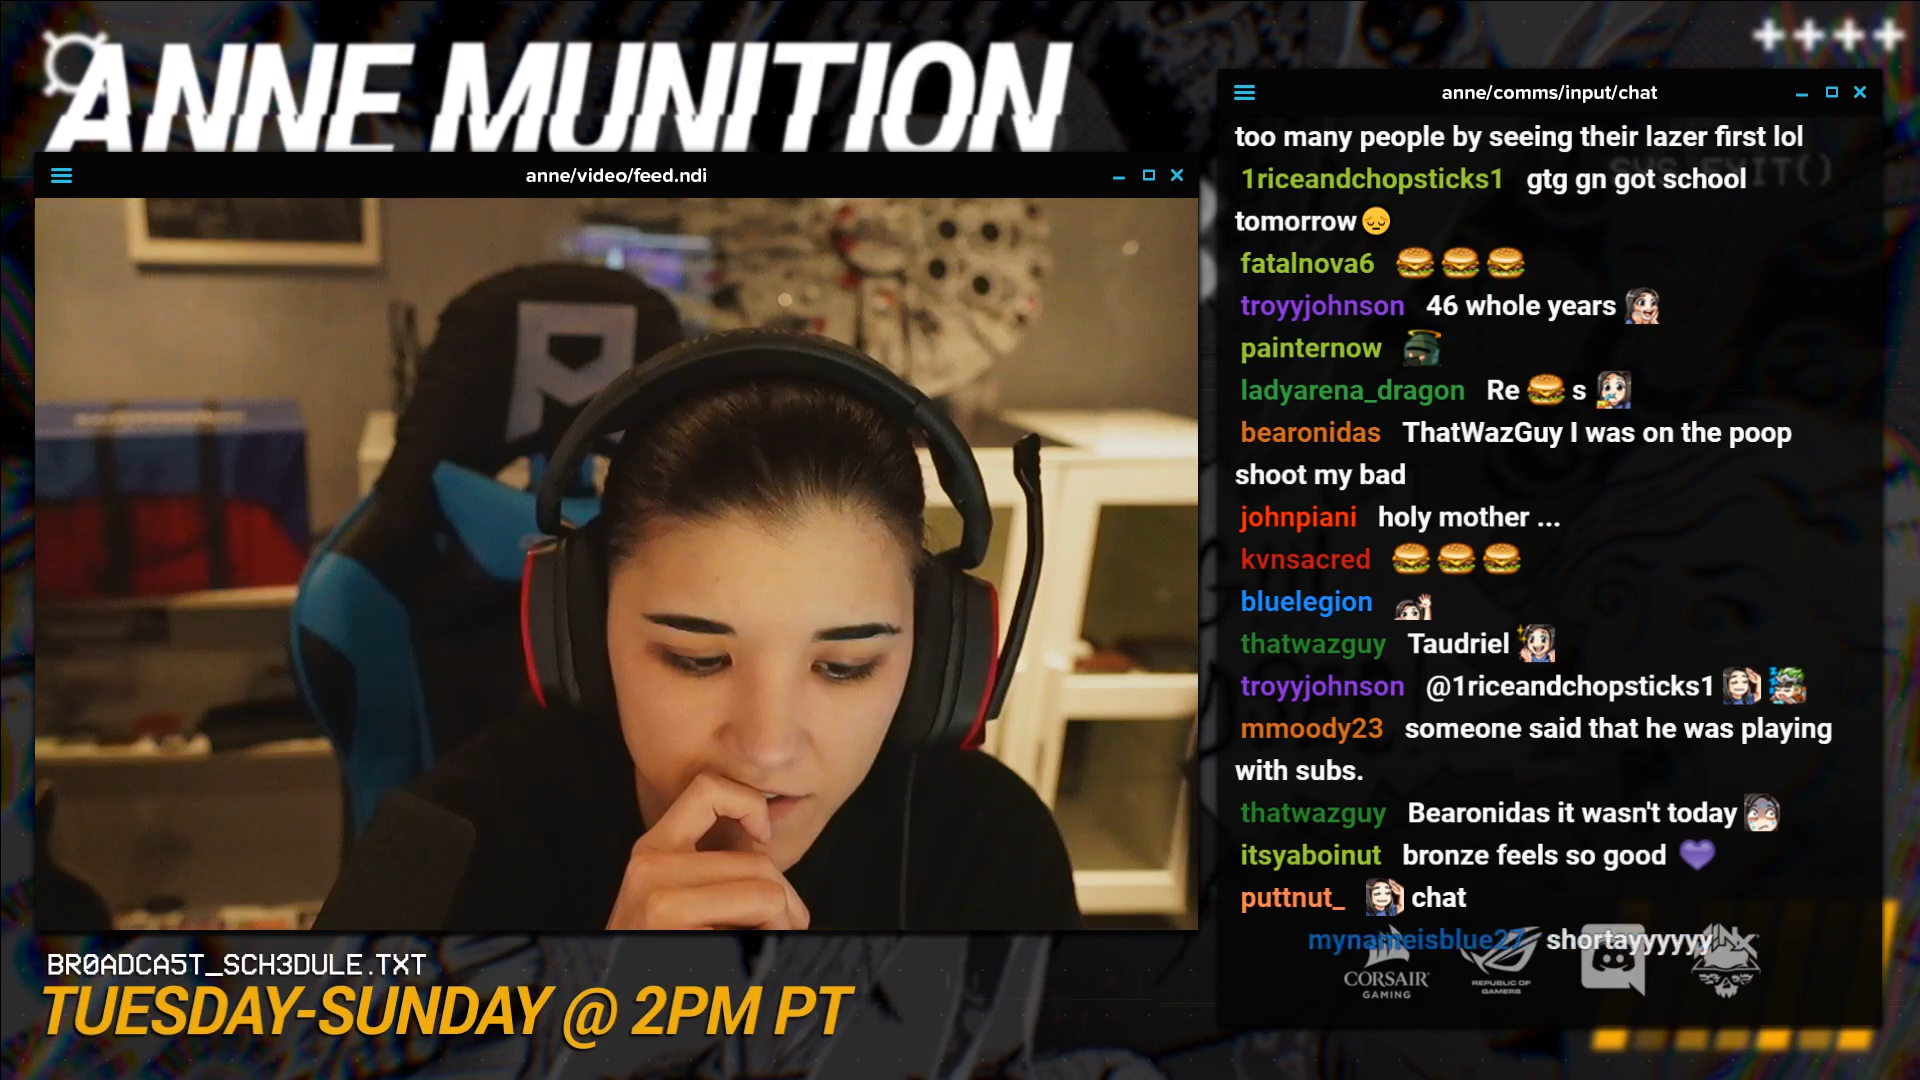 ANNE MUNITION
anne/video/feed.ndi
BR0ADCA5T_SCH3DULE.TXT
TUESDAY-SUNDAY @ 2PM PT
anne/comms/input/chat
too many people by seeing their lazer first lol
1riceandchopsticks1 gtg gn got school
tomorrow
fatalnova6
troyyjohnson 46 whole years
painternow
ladyarena_dragon Re s
bearonidas ThatWazGuy I was on the poop
shoot my bad
johnpiani holy mother ...
kvnsacred
bluelegion
thatwazguy Taudriel
troyyjohnson @1riceandchopsticks1
mmoody23 someone said that he was playing
with subs.
thatwazguy Bearonidas it wasn't today
itsyaboinut bronze feels so good
puttnut_ chat
mynameisblue27 shortayyyyyy
CORSAIR
GAMING
REPUBLIC OF
GAMERS